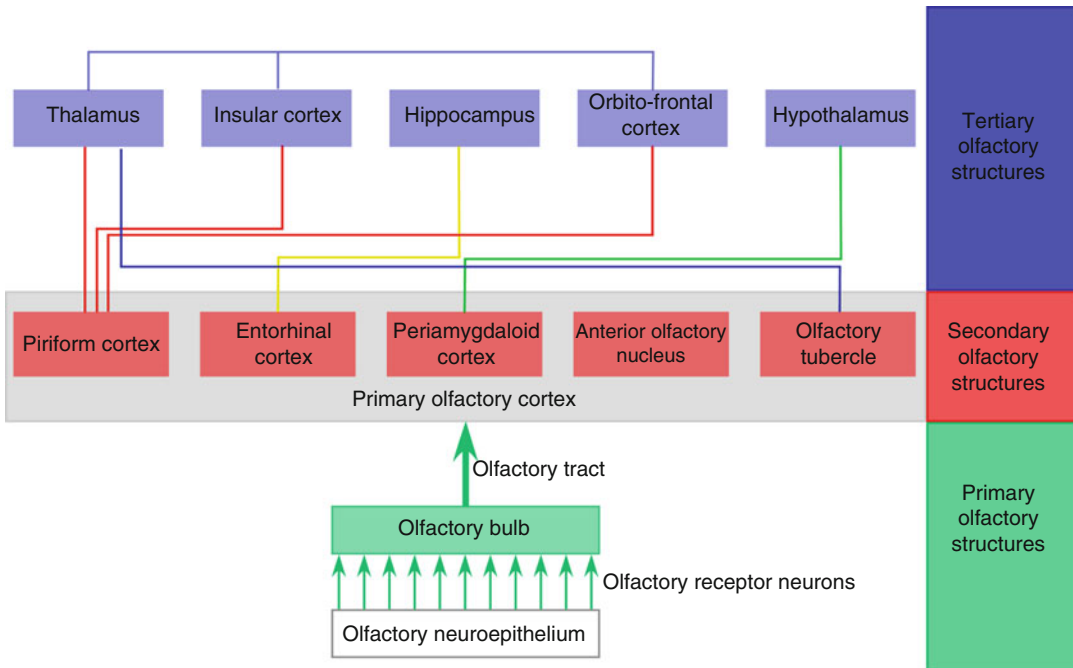 Thalamus
Insular cortex
Hippocampus
Orbito-frontal
cortex
Hypothalamus
Tertiary
olfactory
structures
Piriform cortex
Entorhinal
cortex
Periamygdaloid
cortex
Anterior olfactory
nucleus
Olfactory
tubercle
Secondary
olfactory
structures
Primary olfactory cortex
Olfactory tract
Olfactory bulb
Olfactory receptor neurons
Olfactory neuroepithelium
Primary
olfactory
structures